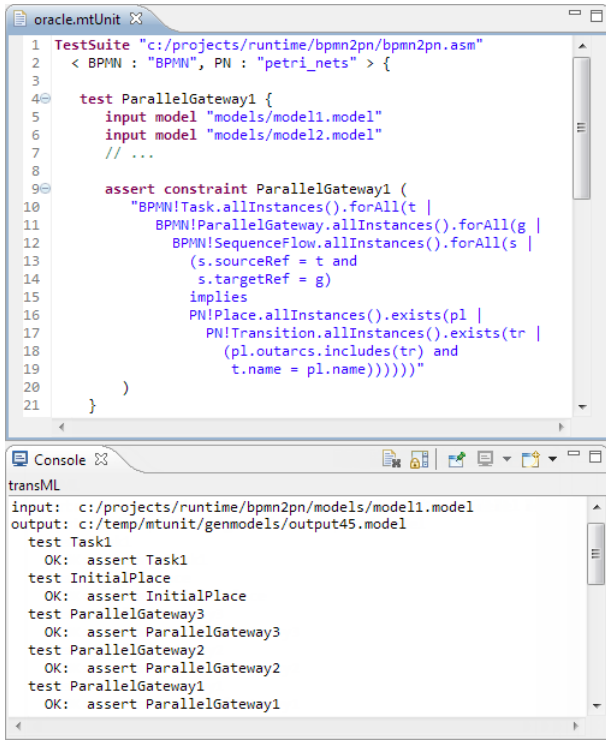 oracle.mtUnit
1 TestSuite "c:/projects/runtime/bpmn2pn/bpmn2pn.asm"
2 < BPMN : "BPMN", PN : "petri_nets" > {
3
4 test ParallelGateway1 {
5 input model "models/model1.model"
6 input model "models/model2.model"
7 // ...
8
9 assert constraint ParallelGateway1 (
10 "BPMN!Task.allInstances().forAll(t |
11 BPMN!ParallelGateway.allInstances().forAll(g |
12 BPMN!SequenceFlow.allInstances().forAll(s |
13 (s.sourceRef = t and
14 s.targetRef = g)
15 implies
16 PN!Place.allInstances().exists(pl |
17 PN!Transition.allInstances().exists(tr |
18 (pl.outarcs.includes(tr) and
19 t.name = pl.name))))))"
20 )
21 }
Console
transML
input: c:/projects/runtime/bpmn2pn/models/model1.model
output: c:/temp/mtunit/genmodels/output45.model
test Task1
OK: assert Task1
test InitialPlace
OK: assert InitialPlace
test ParallelGateway3
OK: assert ParallelGateway3
test ParallelGateway2
OK: assert ParallelGateway2
test ParallelGateway1
OK: assert ParallelGateway1